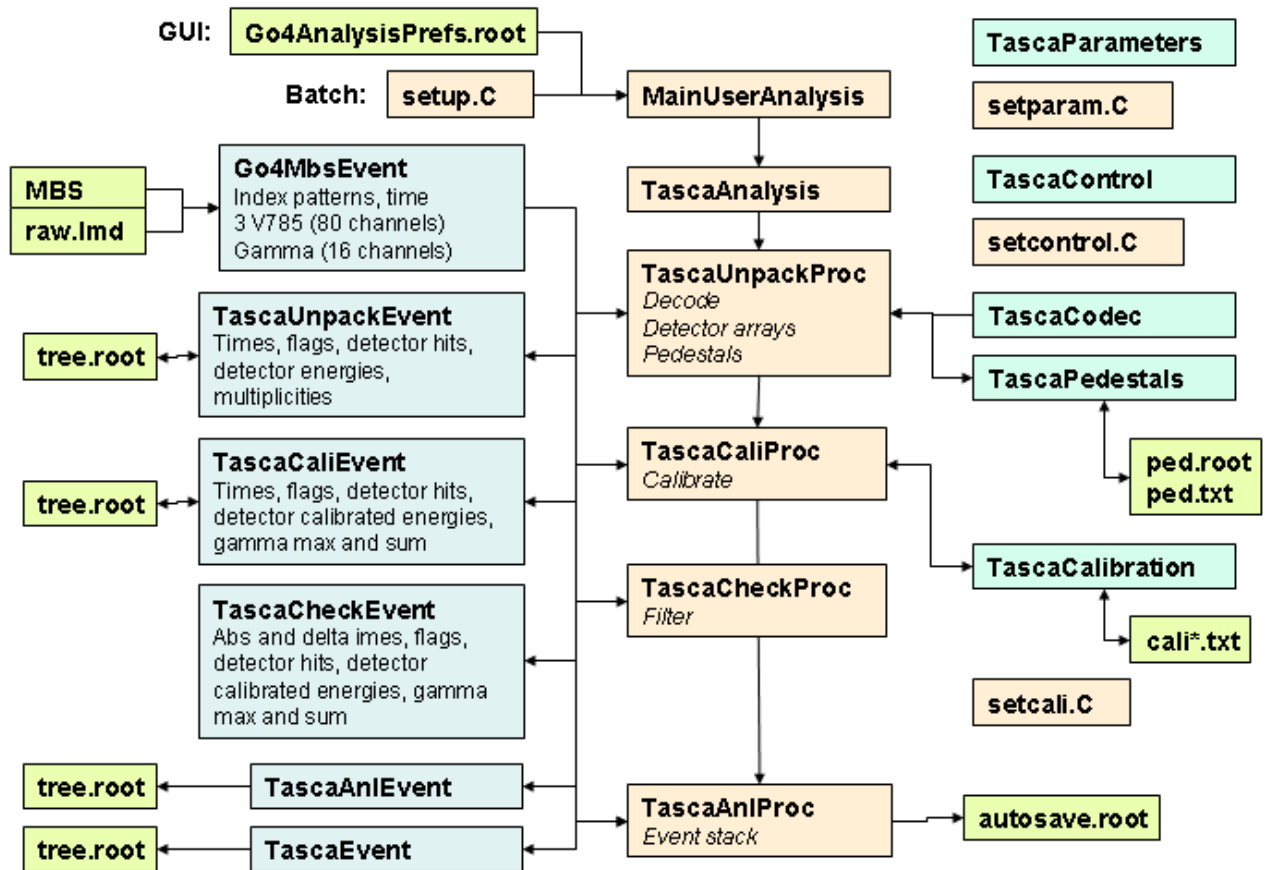 GUI:
Go4AnalysisPrefs.root
Batch:
setup.C
MainUserAnalysis
TascaParameters
setparam.C
MBS
raw.lmd
Go4MbsEvent
Index patterns, time
3 V785 (80 channels)
Gamma (16 channels)
TascaAnalysis
TascaControl
setcontrol.C
TascaUnpackProc
Decode
Detector arrays
Pedestals
tree.root
TascaUnpackEvent
Times, flags, detector hits,
detector energies,
multiplicities
TascaCodec
TascaPedestals
ped.root
ped.txt
tree.root
TascaCaliEvent
Times, flags, detector hits,
detector calibrated energies,
gamma max and sum
TascaCaliProc
Calibrate
TascaCheckEvent
Abs and delta imes, flags,
detector hits, detector
calibrated energies, gamma
max and sum
TascaCheckProc
Filter
TascaCalibration
cali*.txt
setcali.C
tree.root
TascaAnlEvent
tree.root
TascaEvent
TascaAnlProc
Event stack
autosave.root